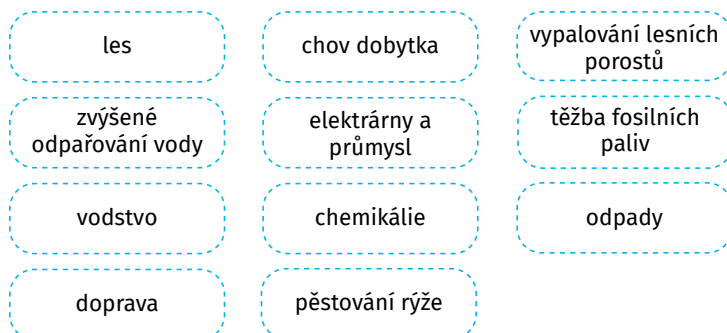 les
chov dobytka
vypalování lesních
porostů
zvýšené
odpařování vody
elektrárny a
průmysl
těžba fosilních
paliv
vodstvo
chemikálie
odpady
doprava
pěstování rýže